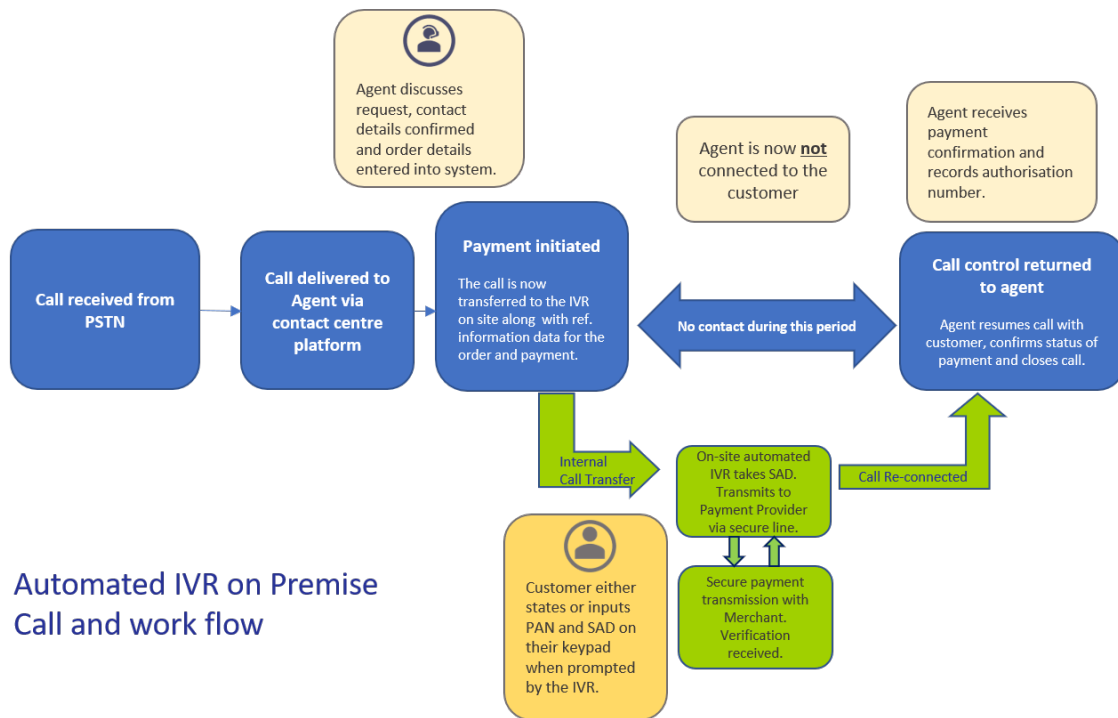 Agent discusses
request, contact
details confirmed
and order details
entered into system.
Agent is now not
connected to the
customer
Agent receives
payment
confirmation and
records authorisation
number.
Call received from
PSTN
Call delivered to
Agent via
contact centre
platform
Payment initiated
The call is now
transferred to the IVR
on site along with ref.
information data for the
order and payment.
No contact during this period
Call control returned
to agent
Agent resumes call with
customer, confirms status of
payment and closes call.
Internal
Call Transfer
On-site automated
IVR takes SAD.
Transmits to
Payment Provider
via secure line.
Call Re-connected
Customer either
states or inputs
PAN and SAD on
their keypad
when prompted
by the IVR.
Secure payment
transmission with
Merchant.
Verification
received.
Automated IVR on Premise
Call and work flow